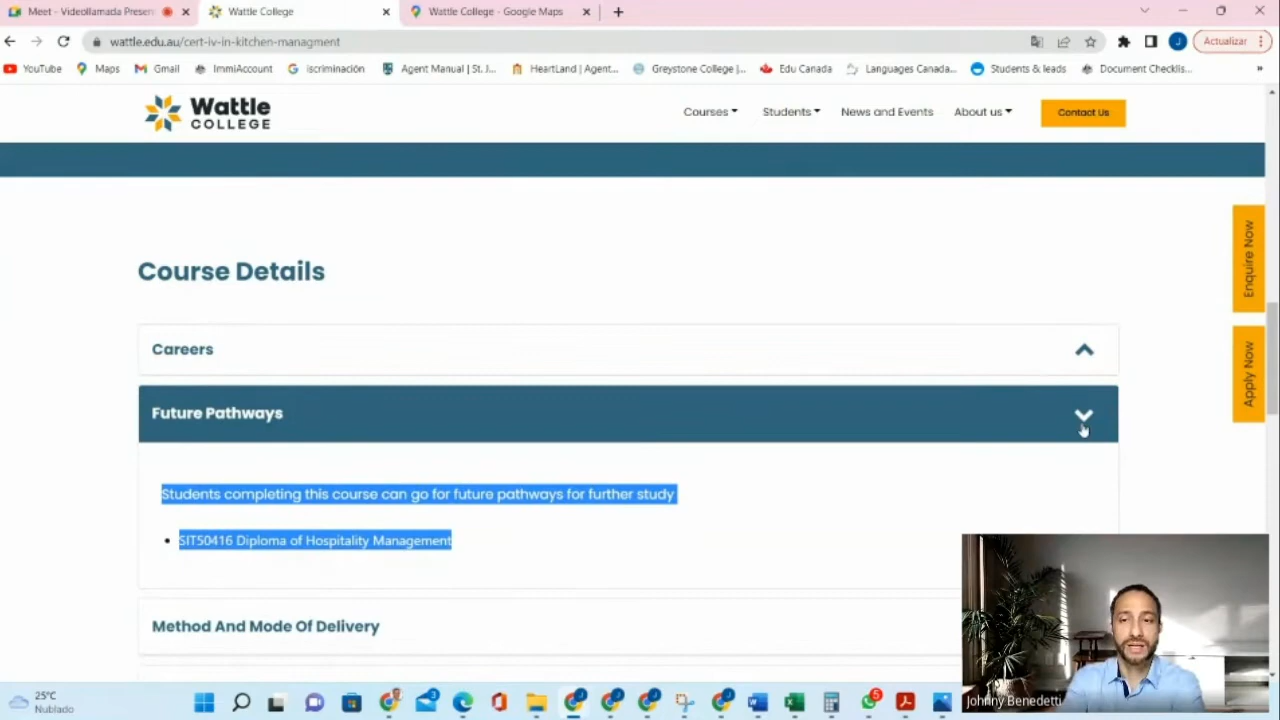 Meet - Videollamada Presen
Wattle College
Wattle College - Google Maps
wattle.edu.au/cert-iv-in-kitchen-managment
Actualizar
YouTube
Maps
Gmail
ImmiAccount
iscriminación
Agent Manual | St. J...
HeartLand | Agent...
Greystone College |...
Edu Canada
Languages Canada...
Students & leads
Document Checklis...
»
Wattle
COLLEGE
Courses
Students
News and Events
About us
Contact Us
Enquire Now
Apply Now
Course Details
Careers
Future Pathways
Students completing this course can go for future pathways for further study
• SIT50416 Diploma of Hospitality Management
Method And Mode Of Delivery
Johnny Benedetti
25°C
Nublado
5